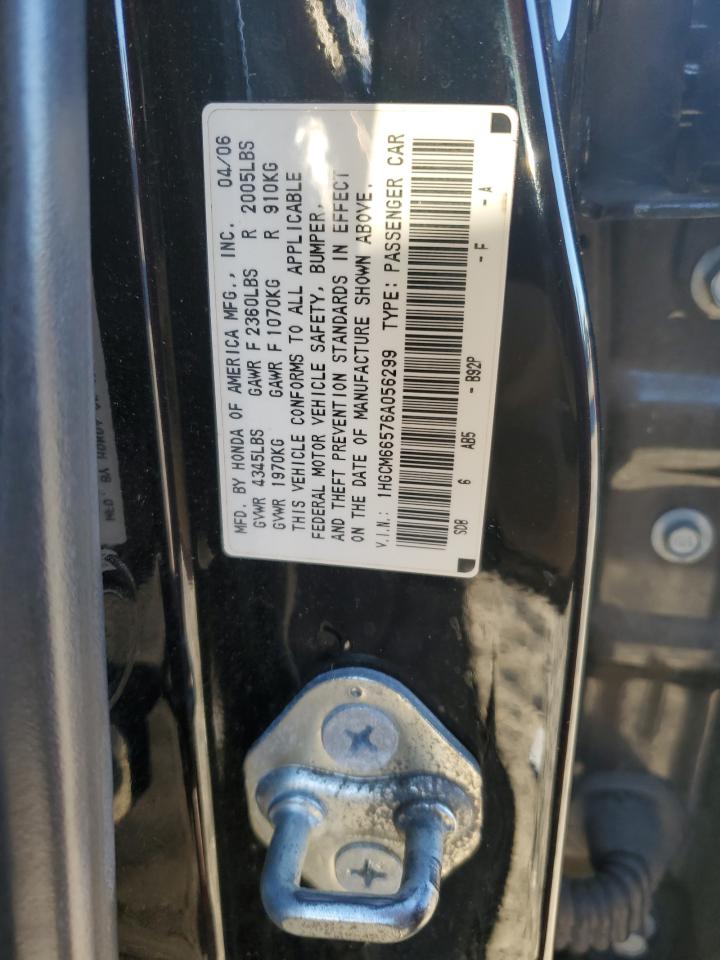 MFD. BY HONDA OF AMERICA MFG., INC. 04/06
GVWR 4345LBS GAWR F 2360LBS R 2005LBS
GVWR 1970KG GAWR F 1070KG R 910KG
THIS VEHICLE CONFORMS TO ALL APPLICABLE
FEDERAL MOTOR VEHICLE SAFETY, BUMPER,
AND THEFT PREVENTION STANDARDS IN EFFECT
ON THE DATE OF MANUFACTURE SHOWN ABOVE.
V.I.N.: 1HGCM66576A056299 TYPE: PASSENGER CAR
SDB 6 AB5 - B92P - F - A